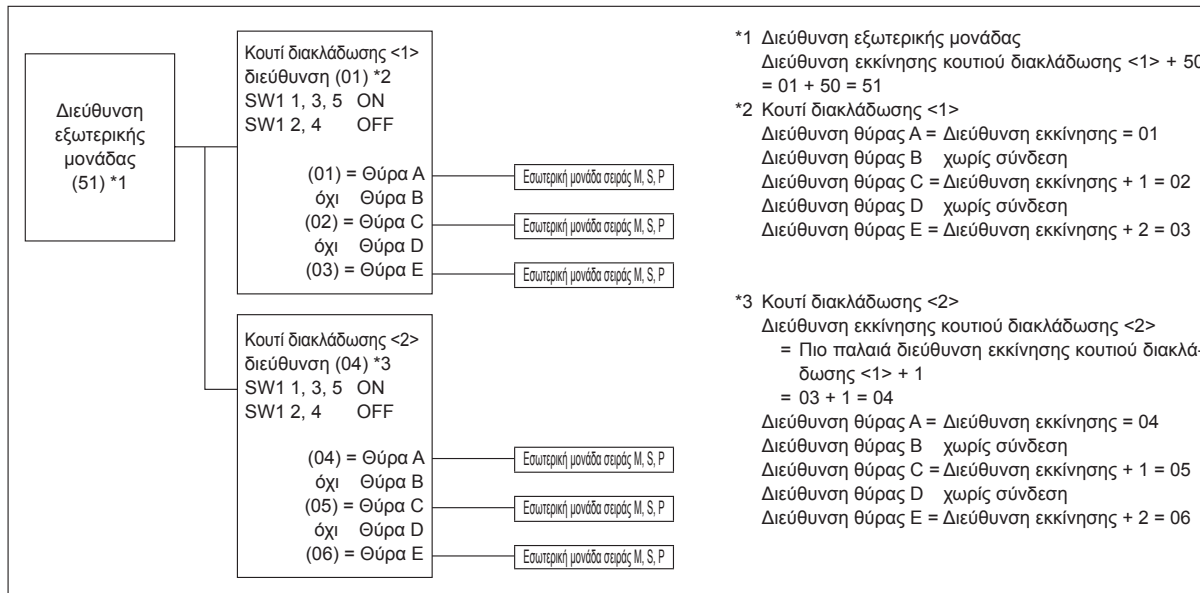 Διεύθυνση
εξωτερικής
μονάδας
(51) *1
Κουτί διακλάδωσης <1>
διεύθυνση (01) *2
SW1 1, 3, 5 ON
SW1 2, 4 OFF
(01) = Θύρα A
όχι Θύρα B
(02) = Θύρα C
όχι Θύρα D
(03) = Θύρα E
Εσωτερική μονάδα σειράς M, S, P
Εσωτερική μονάδα σειράς M, S, P
Εσωτερική μονάδα σειράς M, S, P
Κουτί διακλάδωσης <2>
διεύθυνση (04) *3
SW1 1, 3, 5 ON
SW1 2, 4 OFF
(04) = Θύρα A
όχι Θύρα B
(05) = Θύρα C
όχι Θύρα D
(06) = Θύρα E
Εσωτερική μονάδα σειράς M, S, P
Εσωτερική μονάδα σειράς M, S, P
Εσωτερική μονάδα σειράς M, S, P
*1 Διεύθυνση εξωτερικής μονάδας
Διεύθυνση εκκίνησης κουτιού διακλάδωσης <1> + 50
= 01 + 50 = 51
*2 Κουτί διακλάδωσης <1>
Διεύθυνση θύρας A = Διεύθυνση εκκίνησης = 01
Διεύθυνση θύρας B χωρίς σύνδεση
Διεύθυνση θύρας C = Διεύθυνση εκκίνησης + 1 = 02
Διεύθυνση θύρας D χωρίς σύνδεση
Διεύθυνση θύρας E = Διεύθυνση εκκίνησης + 2 = 03
*3 Κουτί διακλάδωσης <2>
Διεύθυνση εκκίνησης κουτιού διακλάδωσης <2>
= Πιο παλαιά διεύθυνση εκκίνησης κουτιού διακλά-
δωσης <1> + 1
= 03 + 1 = 04
Διεύθυνση θύρας A = Διεύθυνση εκκίνησης = 04
Διεύθυνση θύρας B χωρίς σύνδεση
Διεύθυνση θύρας C = Διεύθυνση εκκίνησης + 1 = 05
Διεύθυνση θύρας D χωρίς σύνδεση
Διεύθυνση θύρας E = Διεύθυνση εκκίνησης + 2 = 06